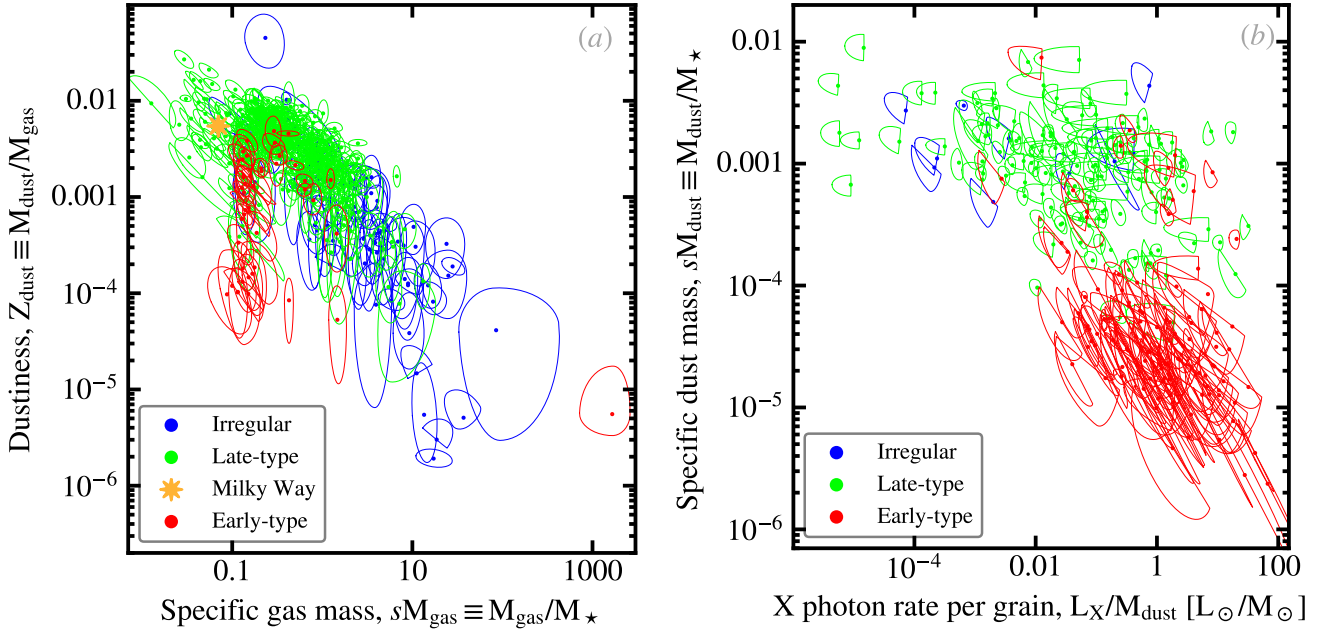 (a)
Dustiness, Z_dust ≡ M_dust/M_gas
0.01
0.001
10⁻⁴
10⁻⁵
10⁻⁶
Irregular
Late-type
Milky Way
Early-type
0.1
10
1000
Specific gas mass, sM_gas ≡ M_gas/M_⋆
(b)
Specific dust mass, sM_dust ≡ M_dust/M_⋆
0.01
0.001
10⁻⁴
10⁻⁵
10⁻⁶
Irregular
Late-type
Early-type
10⁻⁴
0.01
1
100
X photon rate per grain, L_X/M_dust [L_⊙/M_⊙]